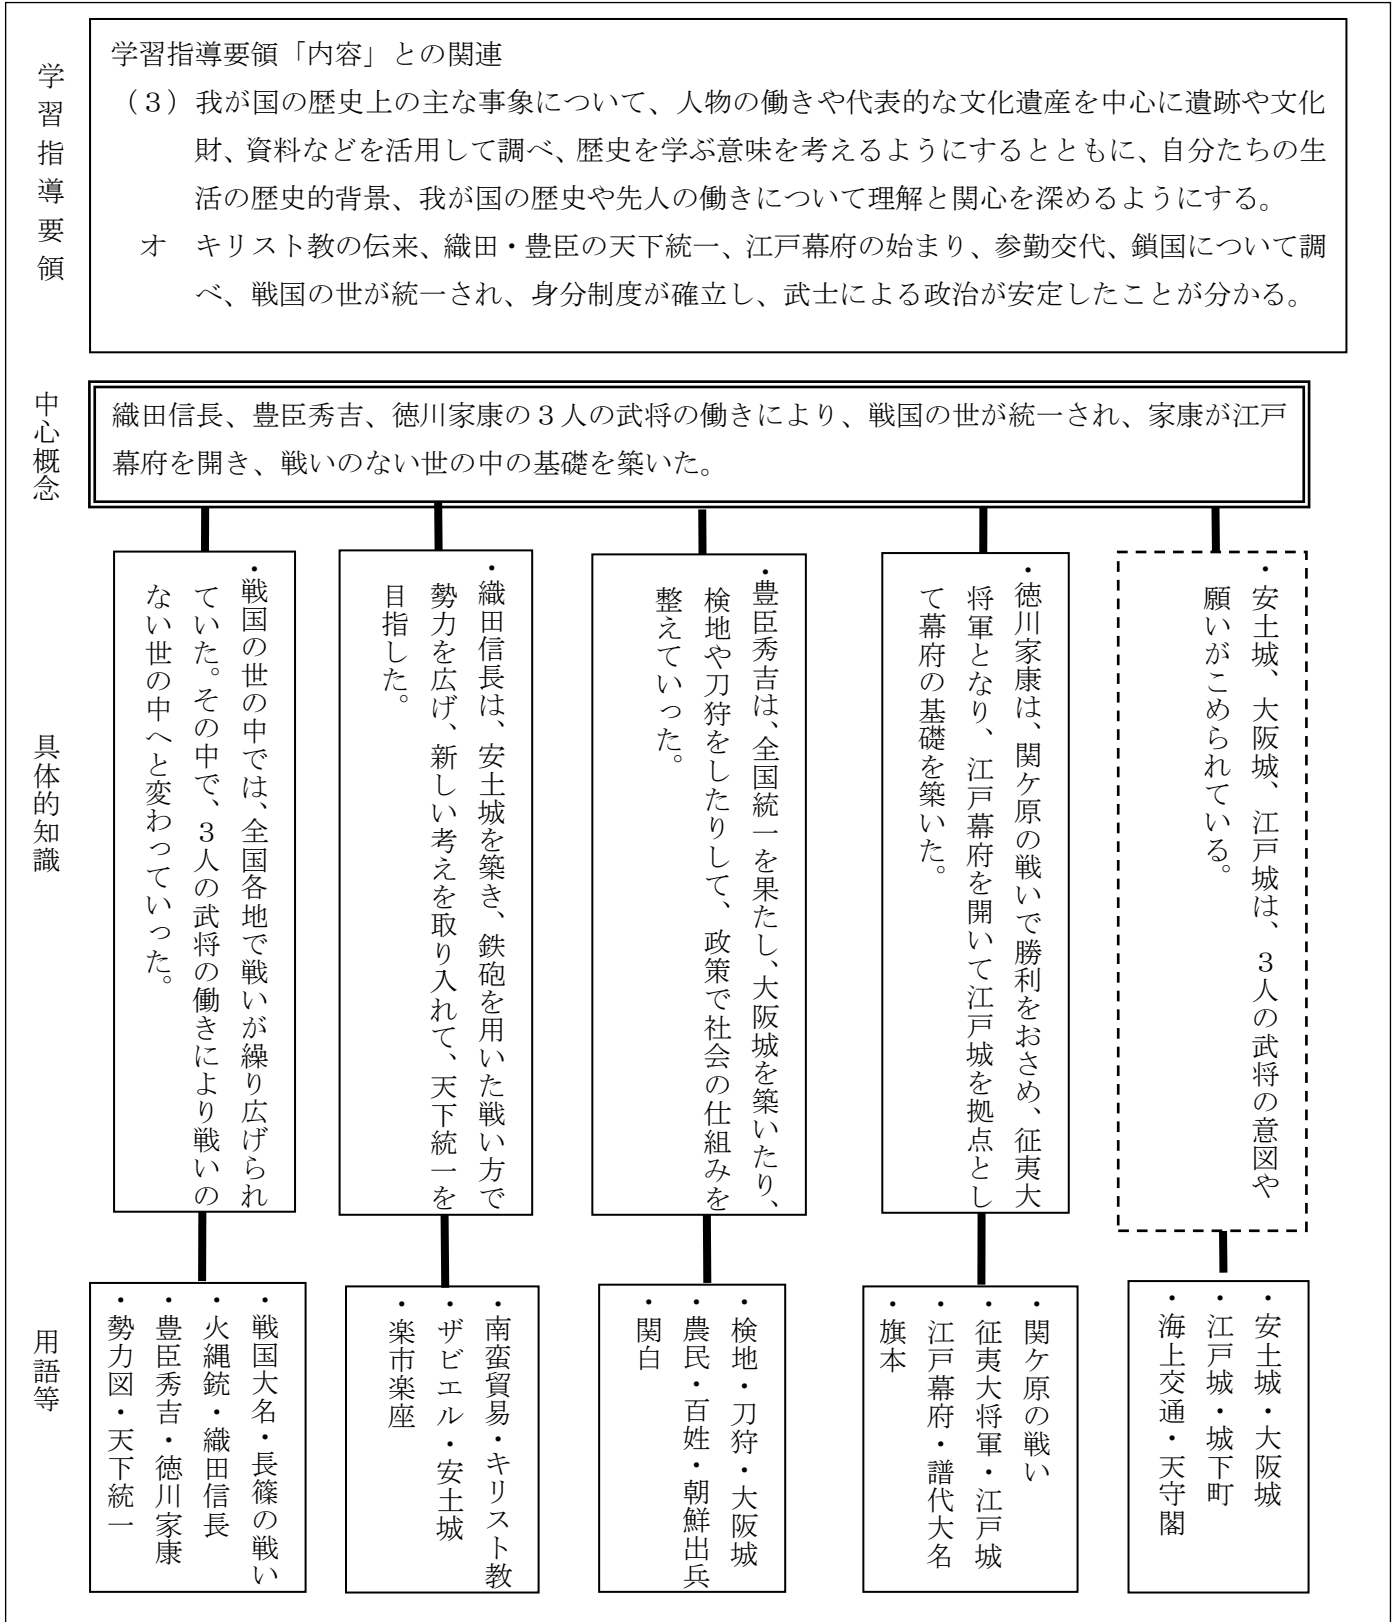 学習指導要領
学習指導要領「内容」との関連
（３）我が国の歴史上の主な事象について、人物の働きや代表的な文化遺産を中心に遺跡や文化
財、資料などを活用して調べ、歴史を学ぶ意味を考えるようにするとともに、自分たちの生
活の歴史的背景、我が国の歴史や先人の働きについて理解と関心を深めるようにする。
オ　キリスト教の伝来、織田・豊臣の天下統一、江戸幕府の始まり、参勤交代、鎖国について調
べ、戦国の世が統一され、身分制度が確立し、武士による政治が安定したことが分かる。
中心概念
織田信長、豊臣秀吉、徳川家康の３人の武将の働きにより、戦国の世が統一され、家康が江戸
幕府を開き、戦いのない世の中の基礎を築いた。
具体的知識
・戦国の世の中では、全国各地で戦いが繰り広げられ
ていた。その中で、３人の武将の働きにより戦いの
ない世の中へと変わっていった。
・織田信長は、安土城を築き、鉄砲を用いた戦い方で
勢力を広げ、新しい考えを取り入れて、天下統一を
目指した。
・豊臣秀吉は、全国統一を果たし、大阪城を築いたり、
検地や刀狩をしたりして、政策で社会の仕組みを
整えていった。
・徳川家康は、関ケ原の戦いで勝利をおさめ、征夷大
将軍となり、江戸幕府を開いて江戸城を拠点とし
て幕府の基礎を築いた。
・安土城、大阪城、江戸城は、３人の武将の意図や
願いがこめられている。
用語等
・戦国大名・長篠の戦い
・火縄銃・織田信長
・豊臣秀吉・徳川家康
・勢力図・天下統一
・南蛮貿易・キリスト教
・ザビエル・安土城
・楽市楽座
・検地・刀狩・大阪城
・農民・百姓・朝鮮出兵
・関白
・関ケ原の戦い
・征夷大将軍・江戸城
・江戸幕府・譜代大名
・旗本
・安土城・大阪城
・江戸城・城下町
・海上交通・天守閣